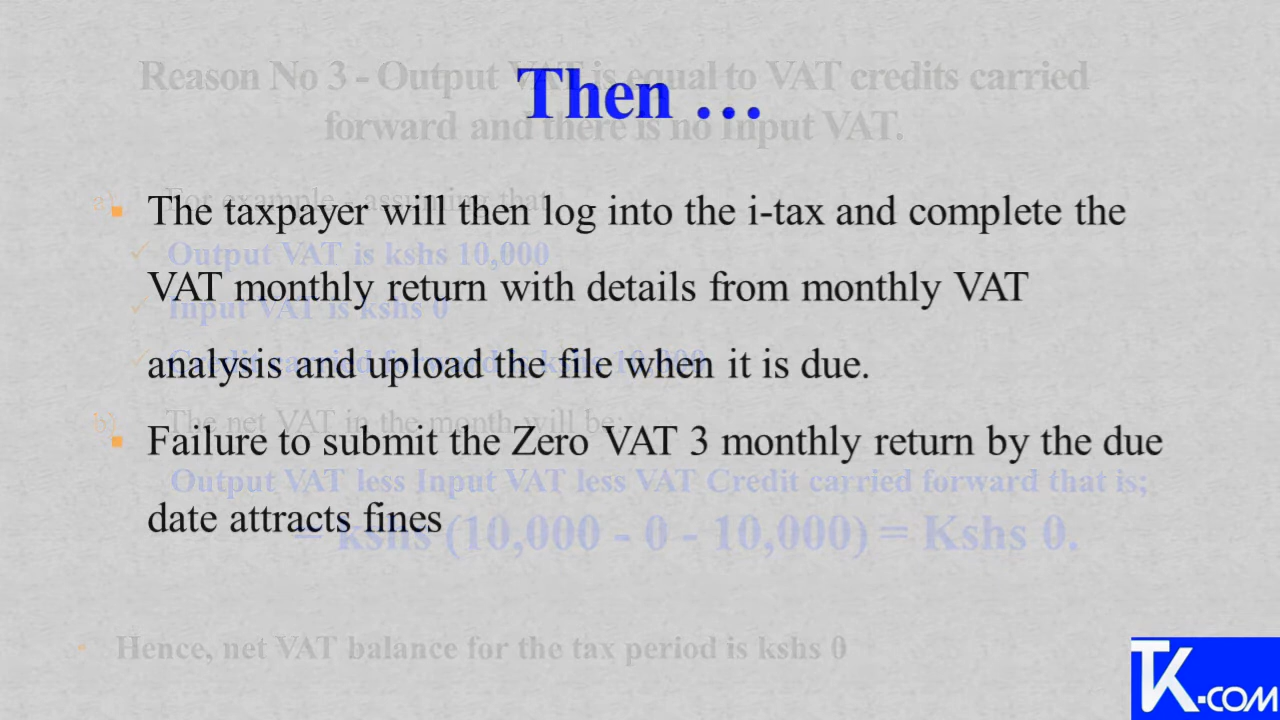 Reason No 3 - Output VAT is equal to VAT credits carried
forward and there is no Input VAT.
Then …
a) For example - assuming that
▪ The taxpayer will then log into the i-tax and complete the
✓ Output VAT is kshs 10,000
VAT monthly return with details from monthly VAT
✓ Input VAT is kshs 0
✓ Credit carried forward is kshs 10,000
analysis and upload the file when it is due.
b) The net VAT in the month will be:
▪ Failure to submit the Zero VAT 3 monthly return by the due
Output VAT less Input VAT less VAT Credit carried forward that is;
date attracts fines
= kshs (10,000 - 0 - 10,000) = Kshs 0.
• Hence, net VAT balance for the tax period is kshs 0
TK.COM